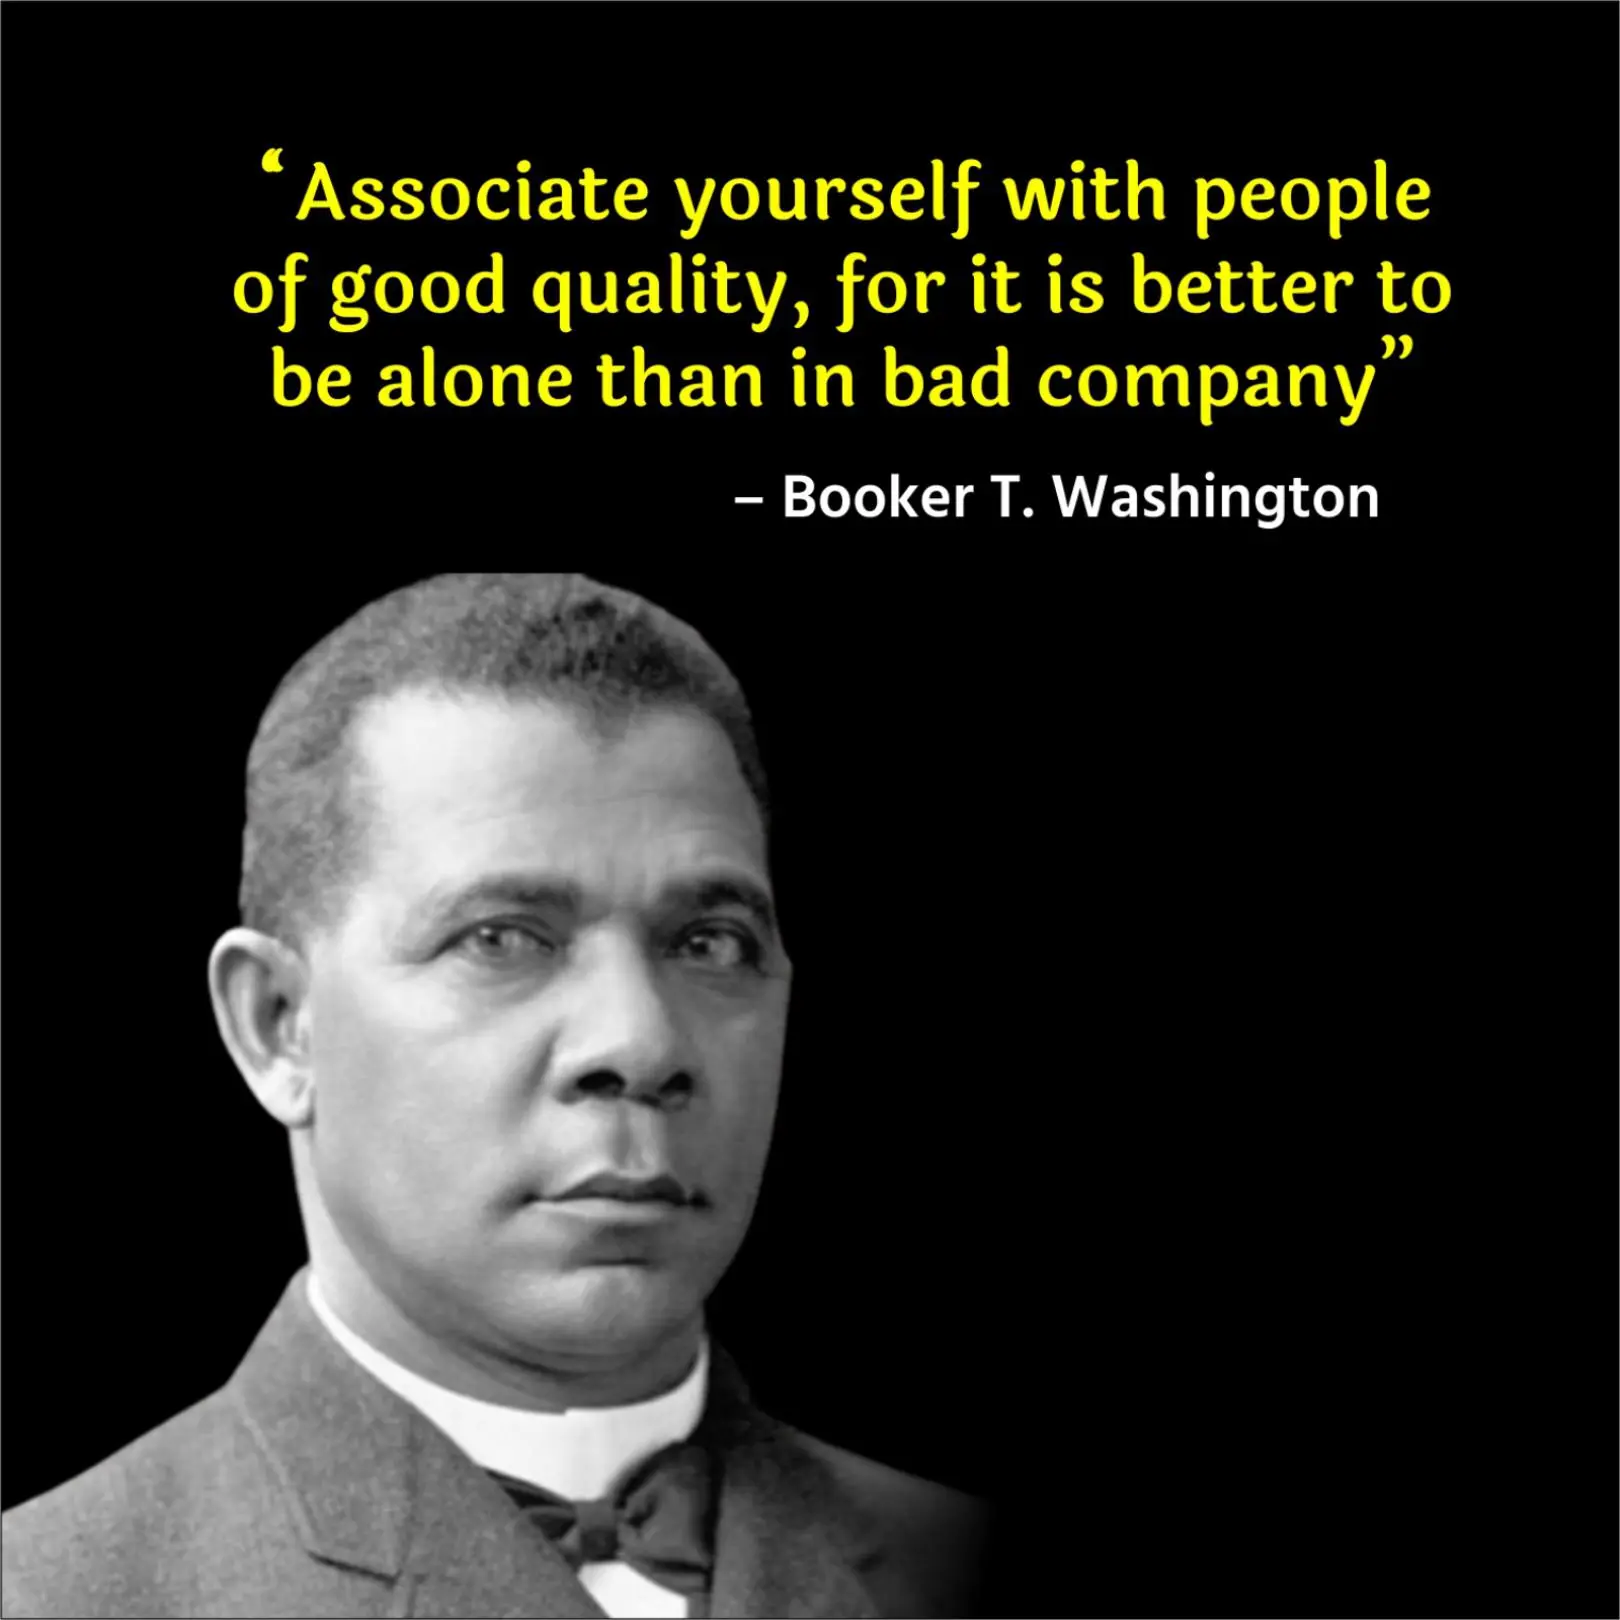 “Associate yourself with people
of good quality, for it is better to
be alone than in bad company”
– Booker T. Washington